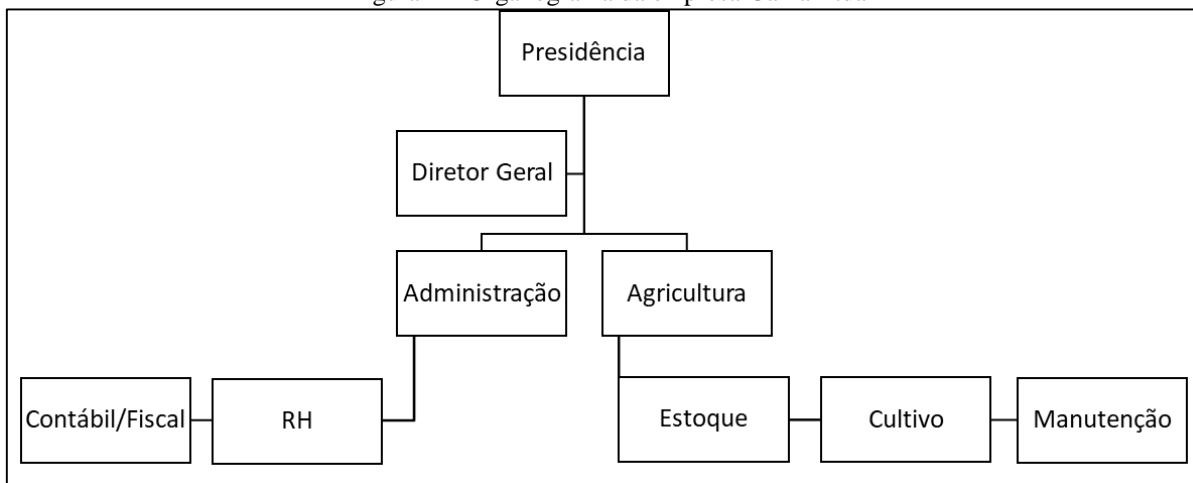 Presidência
Diretor Geral
Administração
Agricultura
Contábil/Fiscal
RH
Estoque
Cultivo
Manutenção